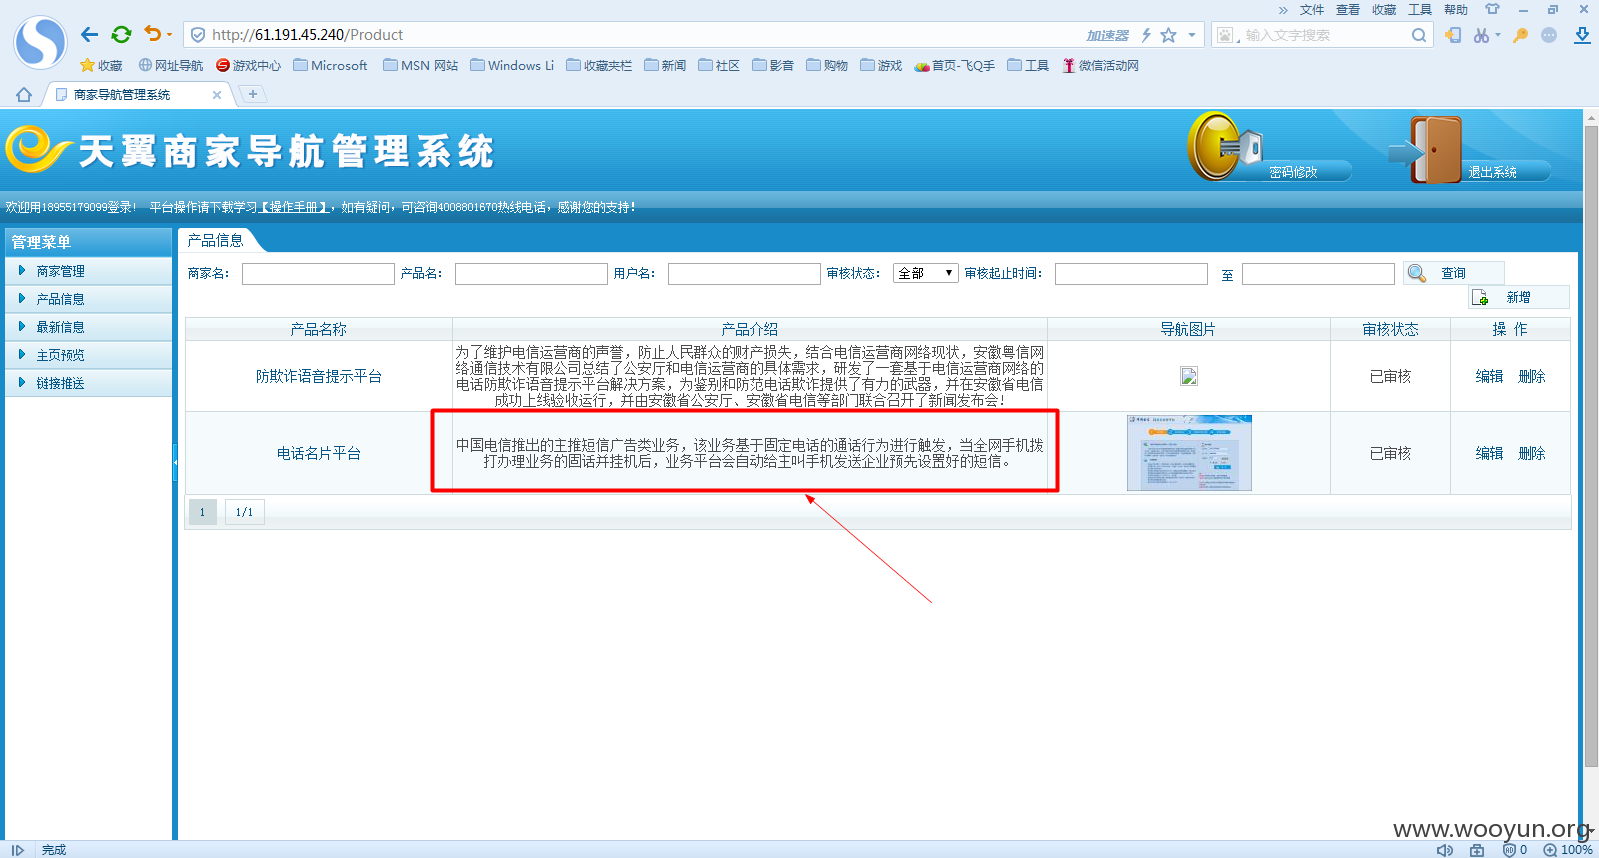 » 文件 查看 收藏 工具 帮助
http://61.191.45.240/Product 加速器 输入文字搜索
收藏 网址导航 游戏中心 Microsoft MSN 网站 Windows Li 收藏夹栏 新闻 社区 影音 购物 游戏 首页-飞Q手 工具 微信活动网
商家导航管理系统
天翼商家导航管理系统
密码修改 退出系统
欢迎用18955179099登录! 平台操作请下载学习【操作手册】,如有疑问,可咨询4008801670热线电话,感谢您的支持!
管理菜单
商家管理
产品信息
最新信息
主页预览
链接推送
产品信息
商家名: 产品名: 用户名: 审核状态: 全部 审核起止时间: 至 查询
新增
产品名称 产品介绍 导航图片 审核状态 操 作
防欺诈语音提示平台
为了维护电信运营商的声誉,防止人民群众的财产损失,结合电信运营商网络现状,安徽粤信网
络通信技术有限公司总结了公安厅和电信运营商的具体需求,研发了一套基于电信运营商网络的
电话防欺诈语音提示平台解决方案,为鉴别和防范电话欺诈提供了有力的武器,并在安徽省电信
成功上线验收运行,并由安徽省公安厅、安徽省电信等部门联合召开了新闻发布会!
已审核 编辑 删除
电话名片平台
中国电信推出的主推短信广告类业务,该业务基于固定电话的通话行为进行触发,当全网手机拨
打办理业务的固话并挂机后,业务平台会自动给主叫手机发送企业预先设置好的短信。
已审核 编辑 删除
1 1/1
www.wooyun.org
完成 0 100%